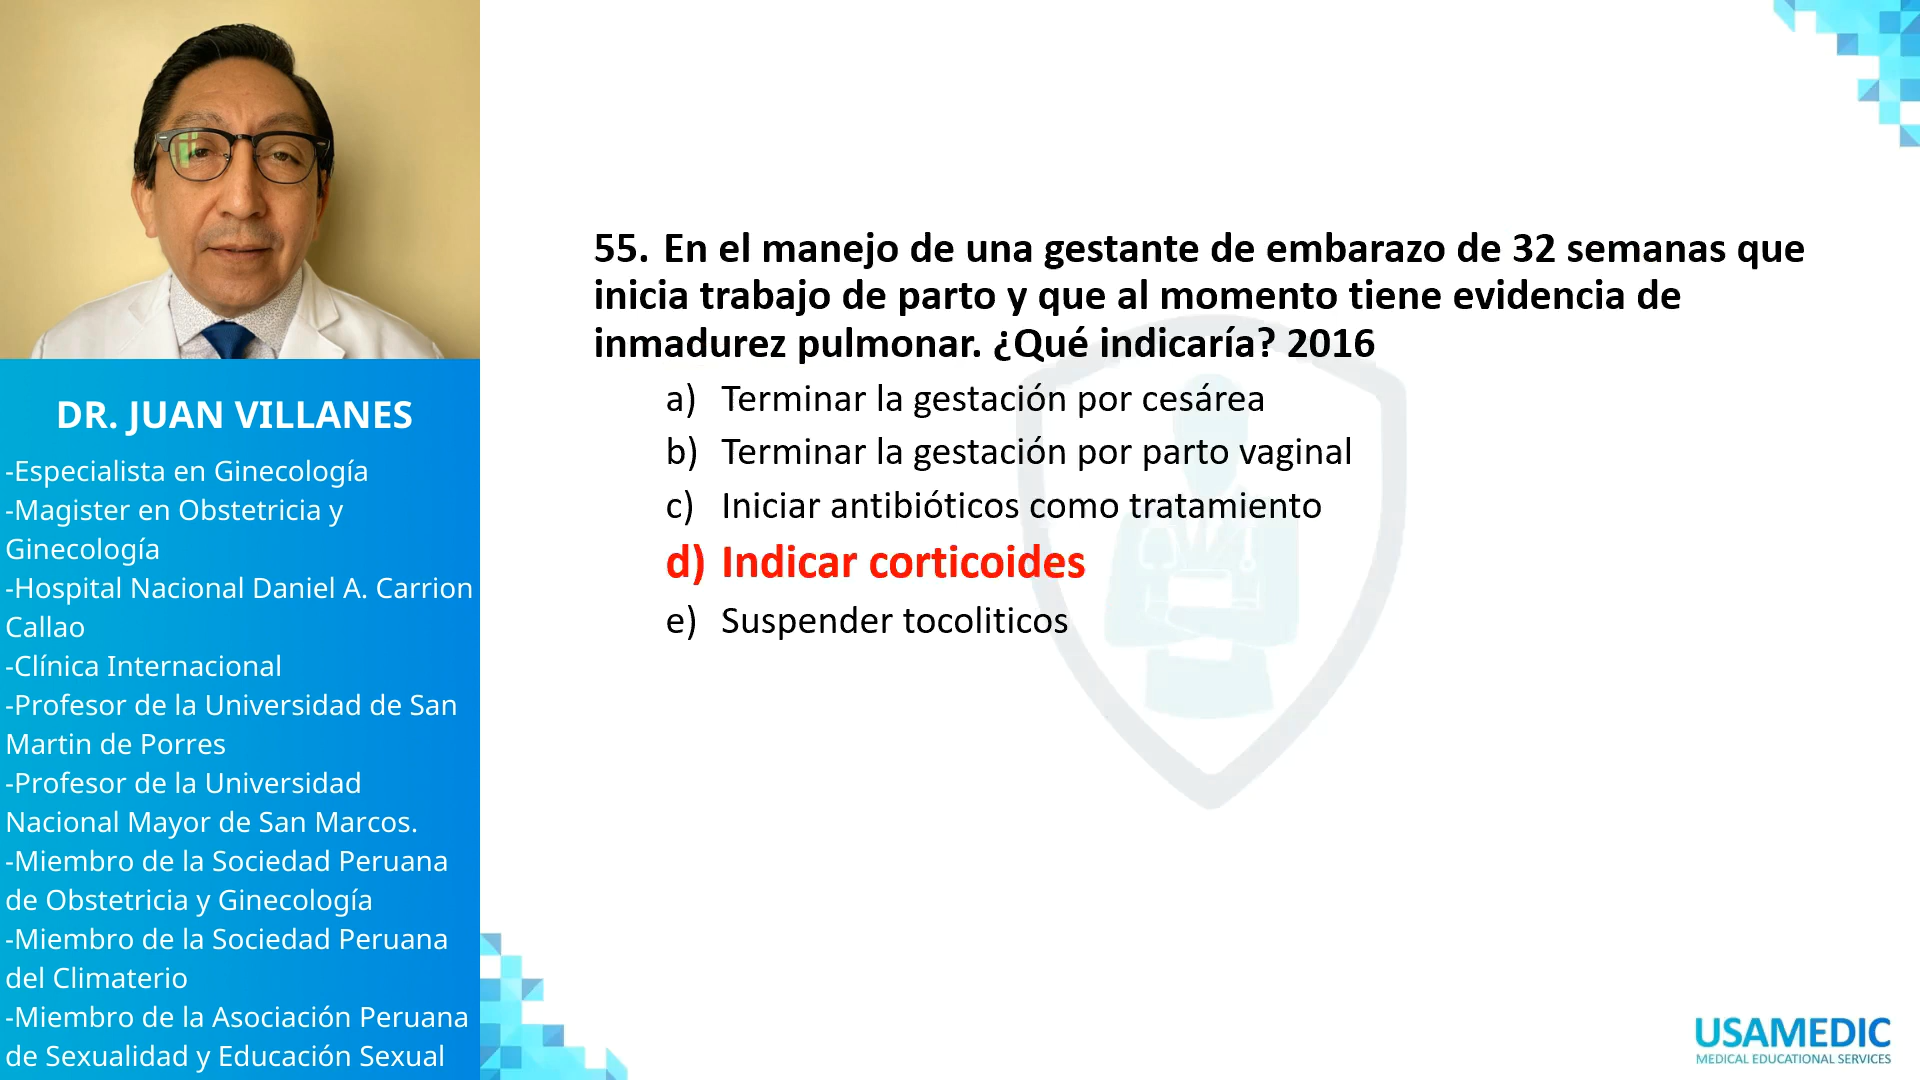 DR. JUAN VILLANES
-Especialista en Ginecología
-Magister en Obstetricia y
Ginecología
-Hospital Nacional Daniel A. Carrion
Callao
-Clínica Internacional
-Profesor de la Universidad de San
Martin de Porres
-Profesor de la Universidad
Nacional Mayor de San Marcos.
-Miembro de la Sociedad Peruana
de Obstetricia y Ginecología
-Miembro de la Sociedad Peruana
del Climaterio
-Miembro de la Asociación Peruana
de Sexualidad y Educación Sexual
55. En el manejo de una gestante de embarazo de 32 semanas que
inicia trabajo de parto y que al momento tiene evidencia de
inmadurez pulmonar. ¿Qué indicaría? 2016
a) Terminar la gestación por cesárea
b) Terminar la gestación por parto vaginal
c) Iniciar antibióticos como tratamiento
d) Indicar corticoides
e) Suspender tocoliticos
USAMEDIC
MEDICAL EDUCATIONAL SERVICES